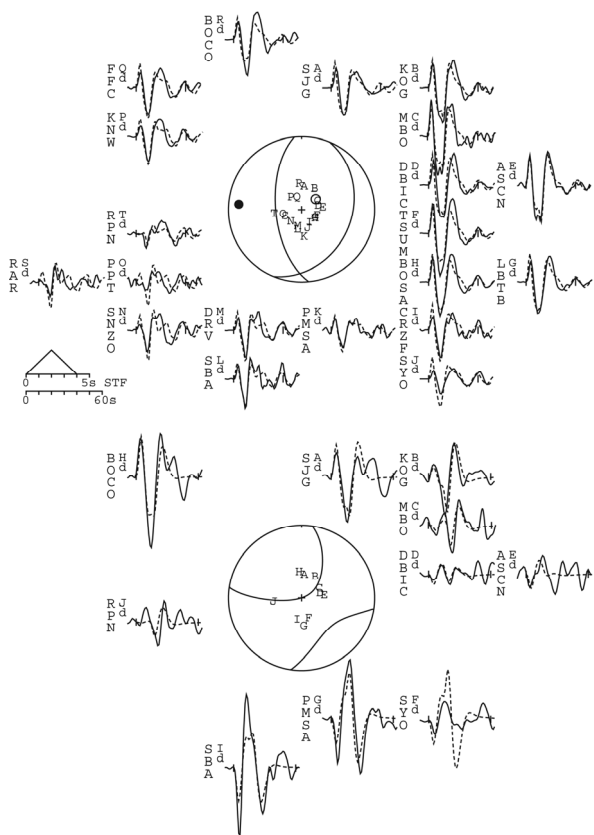 BOCO R d
FFC Q d
SJG A d
KOG B d
KNW P d
MBO C d
DBIC D d
ASCN E d
RPN T d
TSUM F d
RAR S d
PPT O d
BOSA H d
LBTB G d
SNZO N d
DRV M d
PMSA K d
CRZF I d
SBA L d
SYO J d
0 5s STF
0 60s
BOCO H d
SJG A d
KOG B d
MBO C d
DBIC D d
ASCN E d
RPN J d
PMSA G d
SYO F d
SBA I d